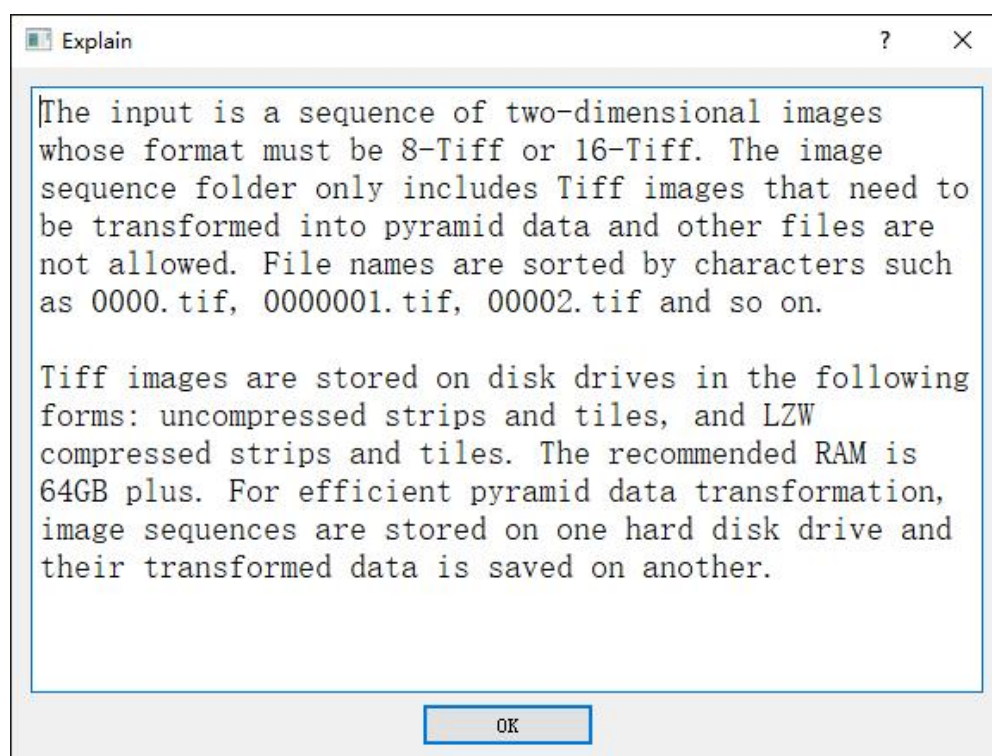 Explain
The input is a sequence of two-dimensional images
whose format must be 8-Tiff or 16-Tiff. The image
sequence folder only includes Tiff images that need to
be transformed into pyramid data and other files are
not allowed. File names are sorted by characters such
as 0000.tif, 0000001.tif, 00002.tif and so on.
Tiff images are stored on disk drives in the following
forms: uncompressed strips and tiles, and LZW
compressed strips and tiles. The recommended RAM is
64GB plus. For efficient pyramid data transformation,
image sequences are stored on one hard disk drive and
their transformed data is saved on another.
OK